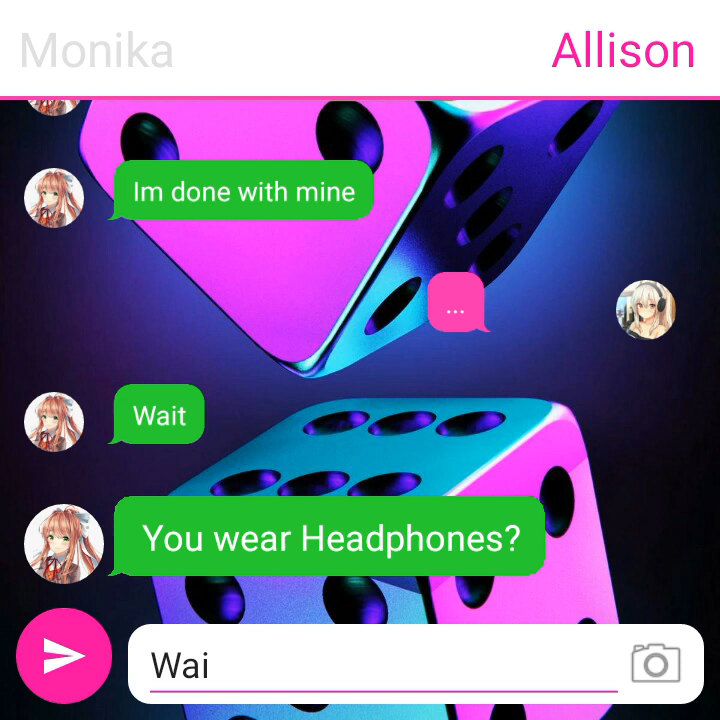 Monika
Allison
Im done with mine
...
Wait
You wear Headphones?
Wai